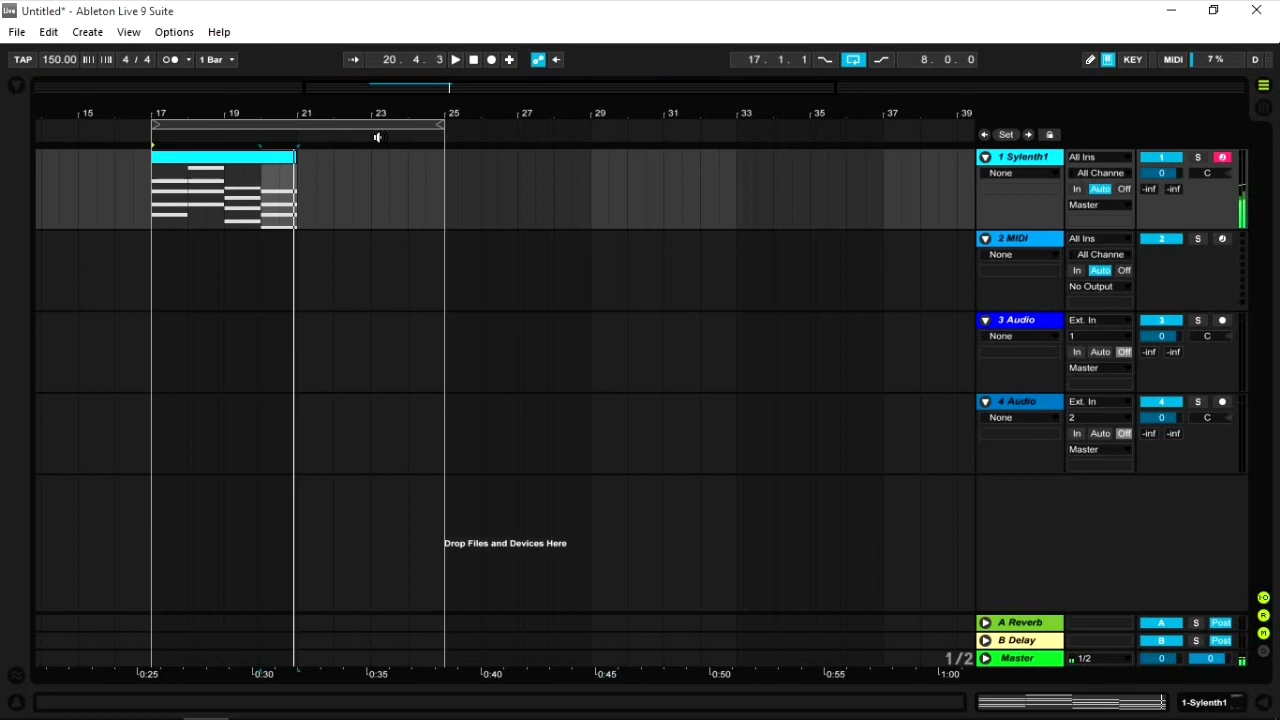 Live Untitled* - Ableton Live 9 Suite
File Edit Create View Options Help
TAP 150.00 4 / 4 1 Bar 20 . 4 . 3 17 . 1 . 1 8 . 0 . 0 KEY MIDI 7 % D
15 17 19 21 23 25 27 29 31 33 35 37 39
Set
1 Sylenth1 All Ins 1 S
None All Channe 0 C
In Auto Off -inf -inf
Master
2 MIDI All Ins 2 S
None All Channe
In Auto Off
No Output
3 Audio Ext. In 3 S
None 1 0 C
In Auto Off -inf -inf
Master
4 Audio Ext. In 4 S
None 2 0 C
In Auto Off -inf -inf
Master
Drop Files and Devices Here
A Reverb A S Post
B Delay B S Post
1/2 Master 1/2 0 0
0:25 0:30 0:35 0:40 0:45 0:50 0:55 1:00
1-Sylenth1